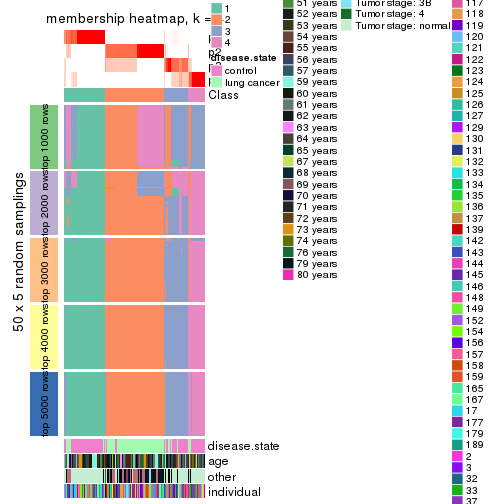 membership heatmap, k =
1
2
3
4
p2
disease.state
control
lung cancer
Class
50 x 5 random samplings
top 1000 rows
top 2000 rows
top 3000 rows
top 4000 rows
top 5000 rows
disease.state
age
other
individual
51 years
52 years
53 years
54 years
55 years
56 years
57 years
59 years
60 years
61 years
62 years
63 years
64 years
65 years
67 years
68 years
69 years
70 years
71 years
72 years
73 years
74 years
76 years
79 years
80 years
Tumor stage: 3B
Tumor stage: 4
Tumor stage: normal
117
118
119
120
121
122
123
124
125
126
127
129
130
131
132
133
134
135
136
137
139
142
143
144
145
146
148
149
152
154
156
157
158
159
165
167
17
177
179
189
2
3
32
33
37